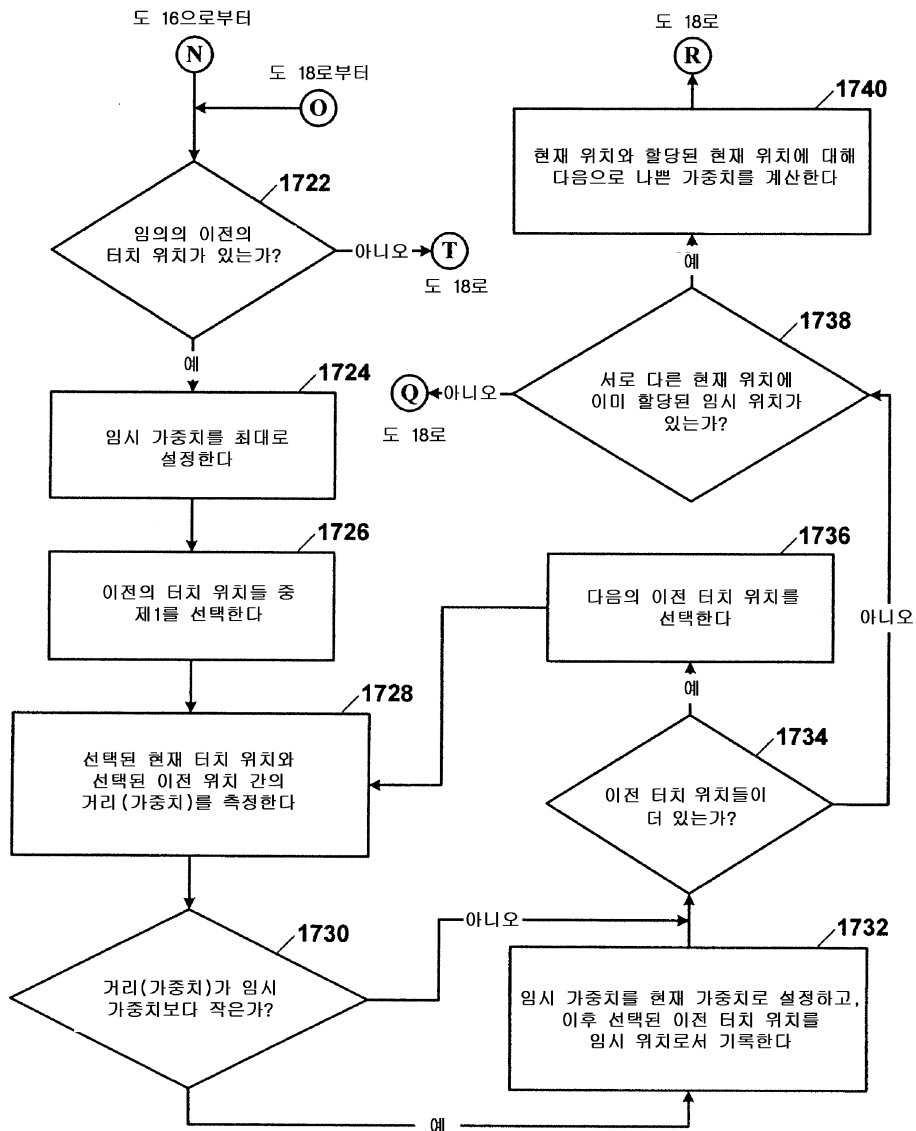 도 16으로부터
N
도 18로부터
O
1722
임의의 이전의
터치 위치가 있는가?
아니오
T
도 18로
예
1724
임시 가중치를 최대로
설정한다
1726
이전의 터치 위치들 중
제1를 선택한다
1728
선택된 현재 터치 위치와
선택된 이전 위치 간의
거리(가중치)를 측정한다
1730
거리(가중치)가 임시
가중치보다 작은가?
아니오
예
1732
임시 가중치를 현재 가중치로 설정하고,
이후 선택된 이전 터치 위치를
임시 위치로서 기록한다
1734
이전 터치 위치들이
더 있는가?
예
아니오
1736
다음의 이전 터치 위치를
선택한다
1738
서로 다른 현재 위치에
이미 할당된 임시 위치가
있는가?
아니오
Q
도 18로
예
1740
현재 위치와 할당된 현재 위치에 대해
다음으로 나쁜 가중치를 계산한다
R
도 18로